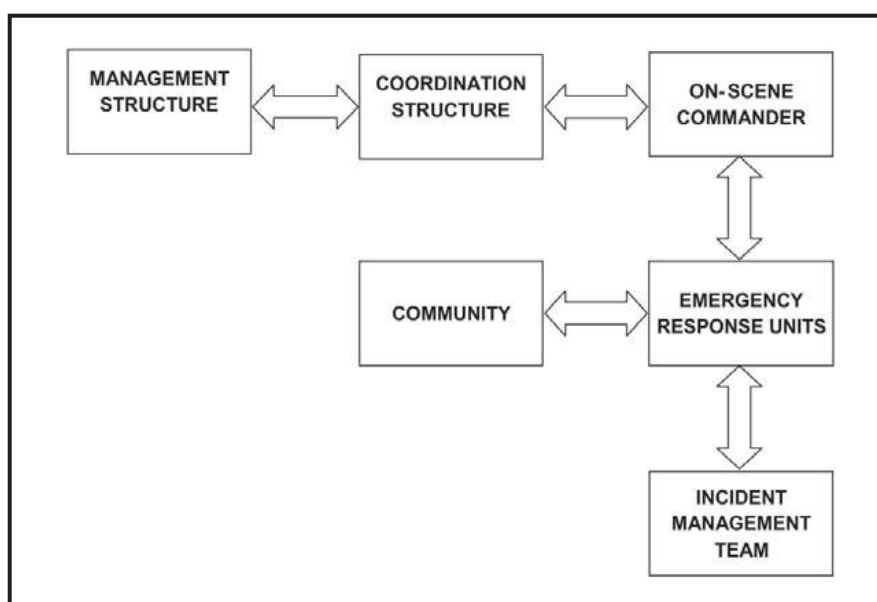 MANAGEMENT
STRUCTURE
COORDINATION
STRUCTURE
ON-SCENE
COMMANDER
COMMUNITY
EMERGENCY
RESPONSE UNITS
INCIDENT
MANAGEMENT
TEAM